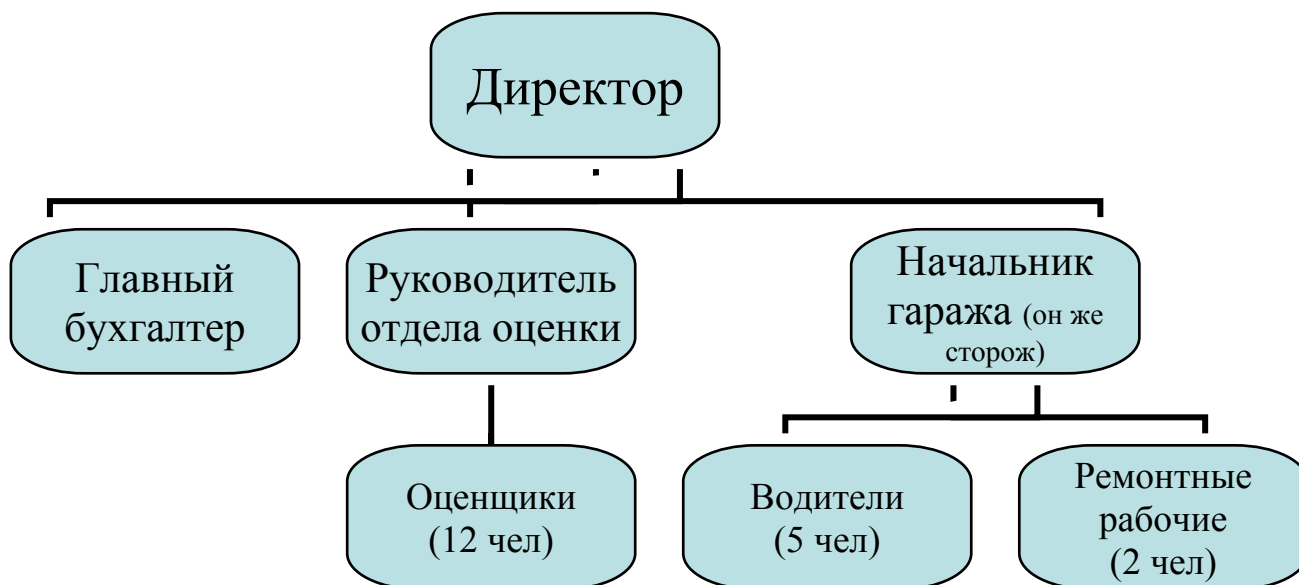 Директор
Главный
бухгалтер
Руководитель
отдела оценки
Начальник
гаража (он же
сторож)
Оценщики
(12 чел)
Водители
(5 чел)
Ремонтные
рабочие
(2 чел)